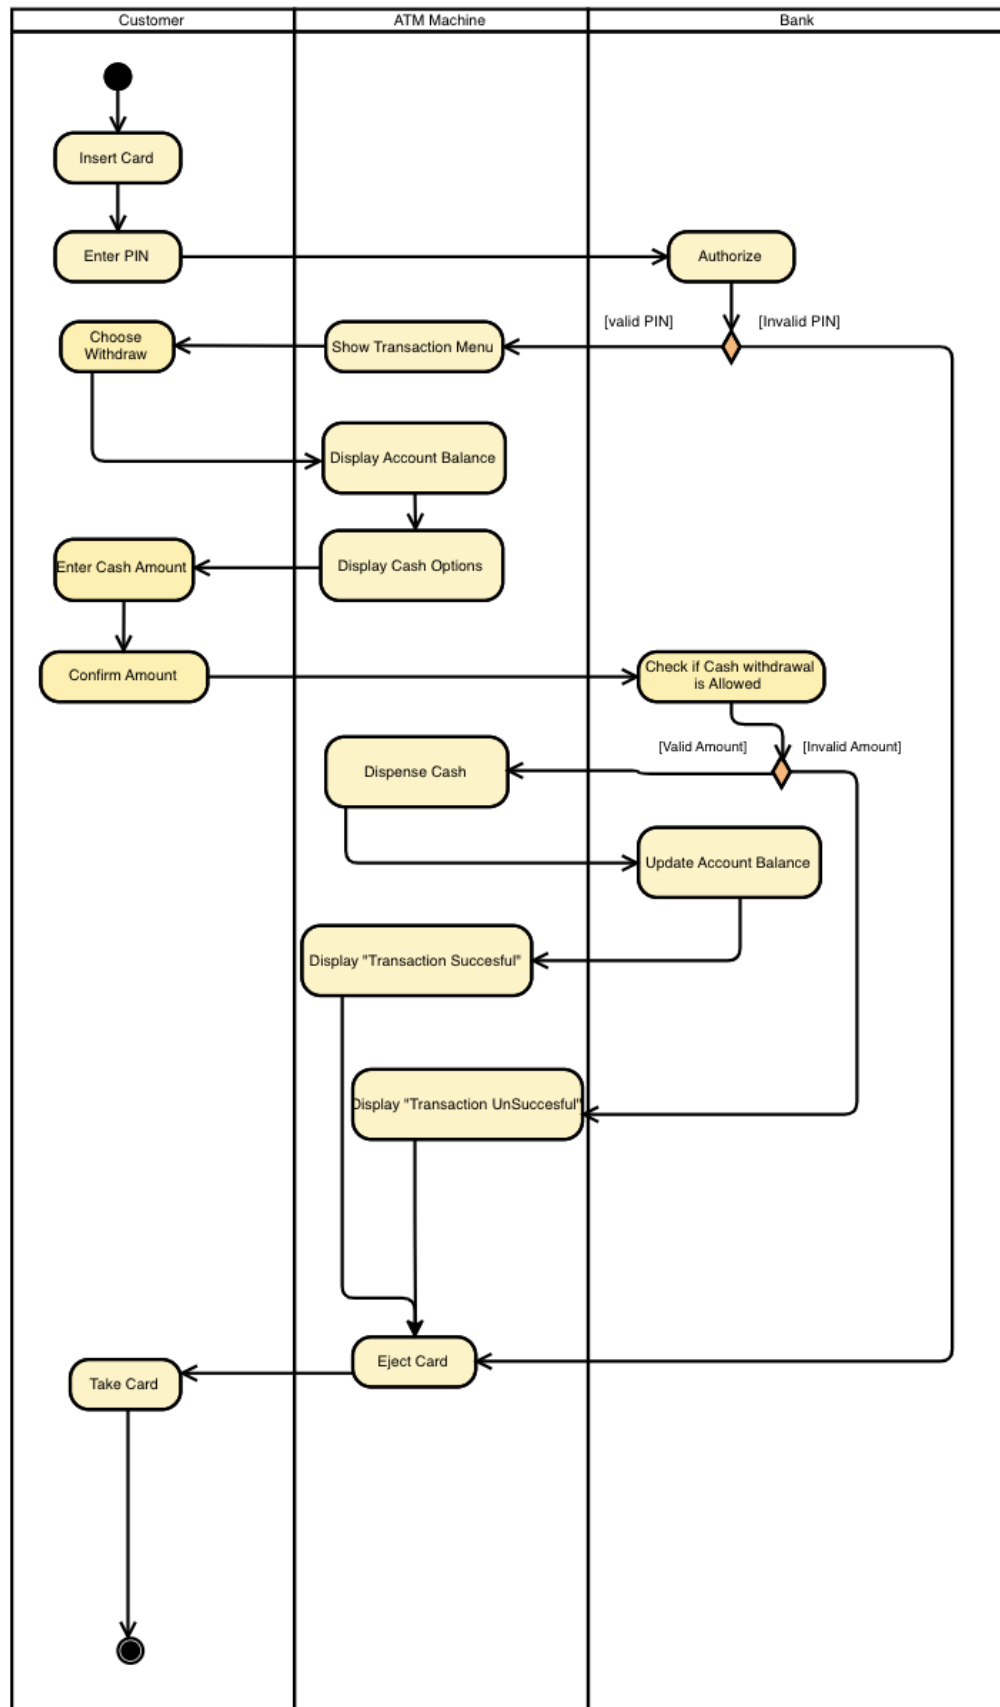 Customer
ATM Machine
Bank
Insert Card
Enter PIN
Authorize
[valid PIN]
[Invalid PIN]
Choose
Withdraw
Show Transaction Menu
Display Account Balance
Display Cash Options
Enter Cash Amount
Confirm Amount
Check if Cash withdrawal
is Allowed
[Valid Amount]
[Invalid Amount]
Dispense Cash
Update Account Balance
Display "Transaction Succesful"
Display "Transaction UnSuccesful"
Eject Card
Take Card